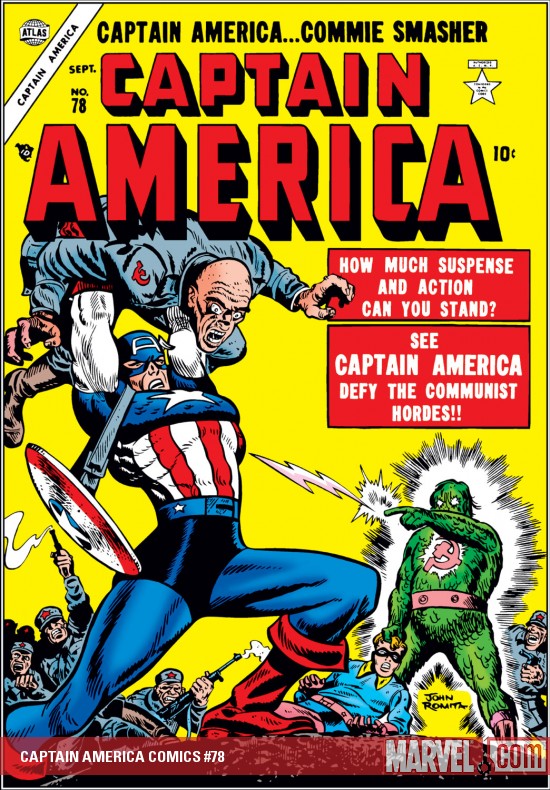 ATLAS
CAPTAIN AMERICA
CAPTAIN AMERICA...COMMIE SMASHER
SEPT.
NO.
78
CAPTAIN
AMERICA
10¢
HOW MUCH SUSPENSE
AND ACTION
CAN YOU STAND?
SEE
CAPTAIN AMERICA
DEFY THE COMMUNIST
HORDES!!
JOHN
ROMITA
CAPTAIN AMERICA COMICS #78
MARVEL.com